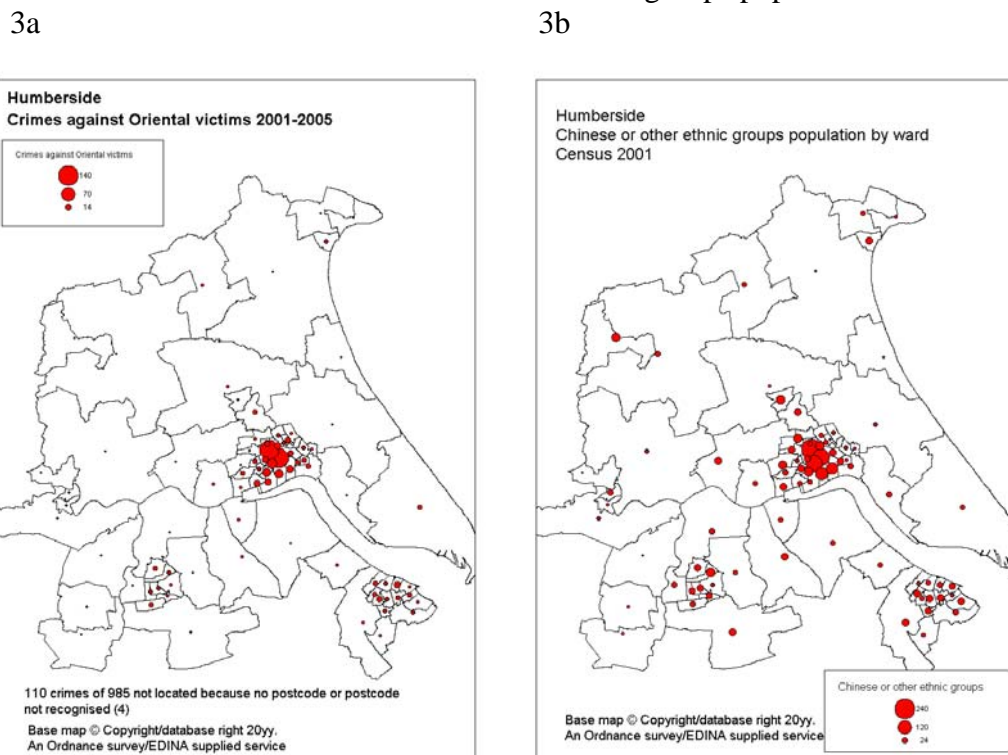 3a
3b
Humberside
Crimes against Oriental victims 2001-2005
Crimes against Oriental victims
140
70
14
110 crimes of 985 not located because no postcode or postcode
not recognised (4)
Base map © Copyright/database right 20yy.
An Ordnance survey/EDINA supplied service
Humberside
Chinese or other ethnic groups population by ward
Census 2001
Base map © Copyright/database right 20yy.
An Ordnance survey/EDINA supplied service
Chinese or other ethnic groups
240
120
24